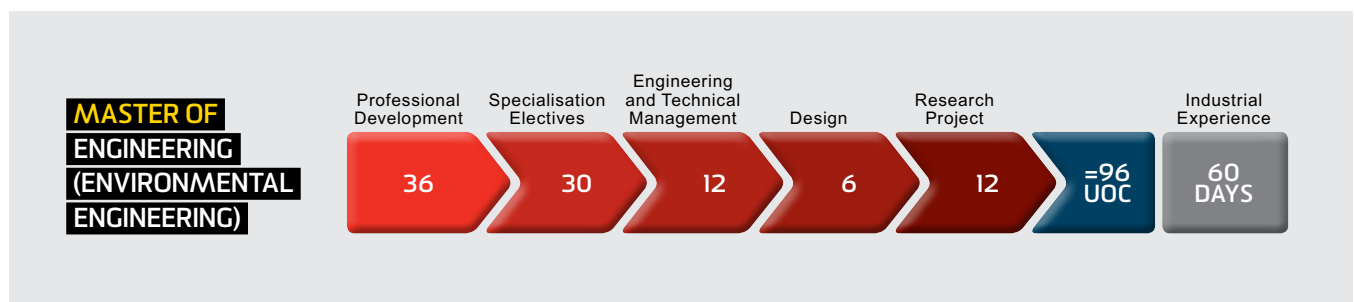 MASTER OF
ENGINEERING
(ENVIRONMENTAL
ENGINEERING)
Professional
Development
36
Specialisation
Electives
30
Engineering
and Technical
Management
12
Design
6
Research
Project
12
=96
UOC
Industrial
Experience
60
DAYS